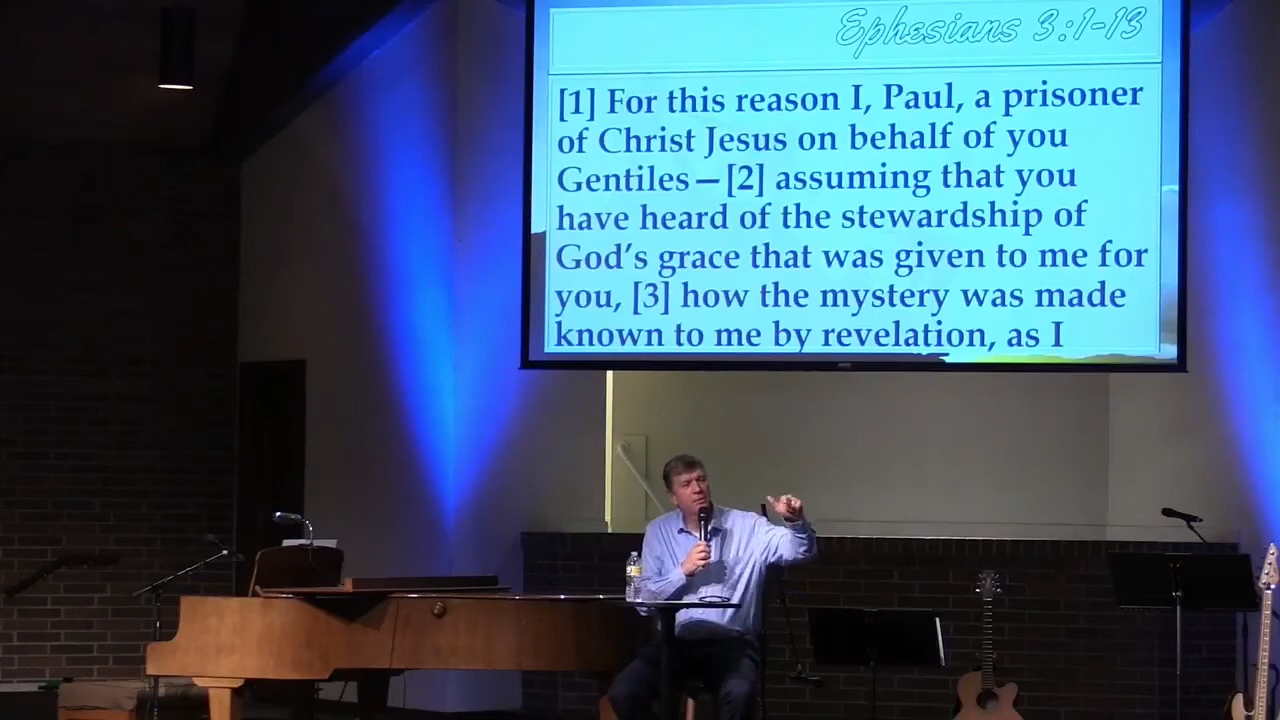 Ephesians 3:1-13
[1] For this reason I, Paul, a prisoner
of Christ Jesus on behalf of you
Gentiles—[2] assuming that you
have heard of the stewardship of
God's grace that was given to me for
you, [3] how the mystery was made
known to me by revelation, as I